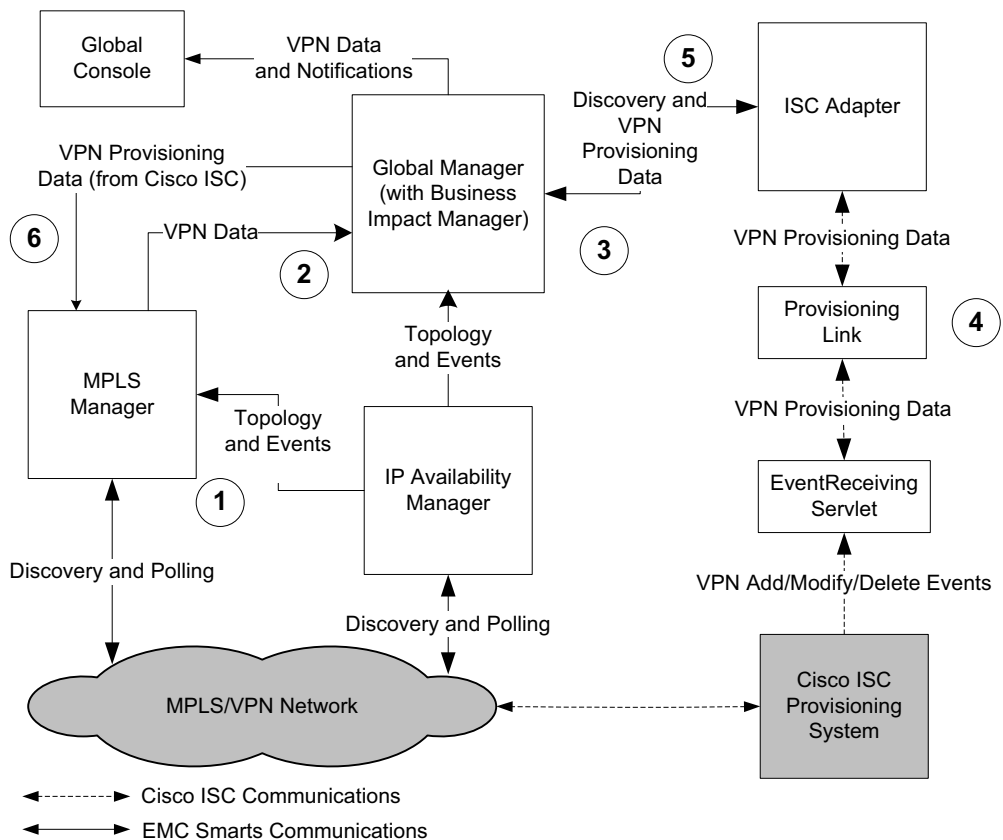 Global
Console
VPN Data
and Notifications
5
Discovery and
VPN
Provisioning
Data
ISC Adapter
VPN Provisioning
Data (from Cisco ISC)
Global Manager
(with Business
Impact Manager)
6
VPN Data
2
3
VPN Provisioning Data
Provisioning
Link
4
MPLS
Manager
Topology
and Events
Topology
and Events
VPN Provisioning Data
1
IP Availability
Manager
EventReceiving
Servlet
Discovery and Polling
VPN Add/Modify/Delete Events
Discovery and Polling
MPLS/VPN Network
Cisco ISC
Provisioning
System
Cisco ISC Communications
EMC Smarts Communications